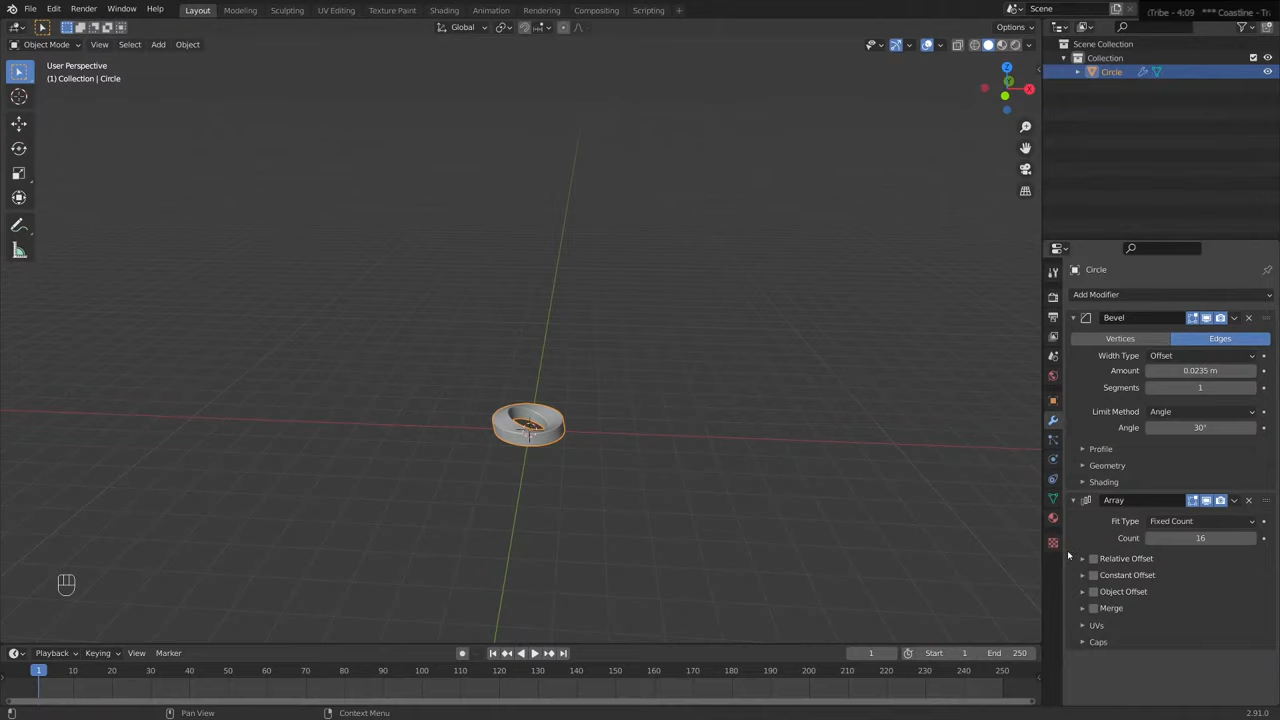 File Edit Render Window Help Layout Modeling Sculpting UV Editing Texture Paint Shading Animation Rendering Compositing Scripting + Scene Tribe - 4:09 *** Coastline - Tr
Global Options
Object Mode View Select Add Object
User Perspective
(1) Collection | Circle
Z
Y
X
Scene Collection
Collection
Circle
Circle
Add Modifier
Bevel
Vertices Edges
Width Type Offset
Amount 0.0235 m
Segments 1
Limit Method Angle
Angle 30°
Profile
Geometry
Shading
Array
Fit Type Fixed Count
Count 16
Relative Offset
Constant Offset
Object Offset
Merge
UVs
Caps
Playback Keying View Marker 1 Start 1 End 250
1 10 20 30 40 50 60 70 80 90 100 110 120 130 140 150 160 170 180 190 200 210 220 230 240 250
Pan View Context Menu 2.91.0